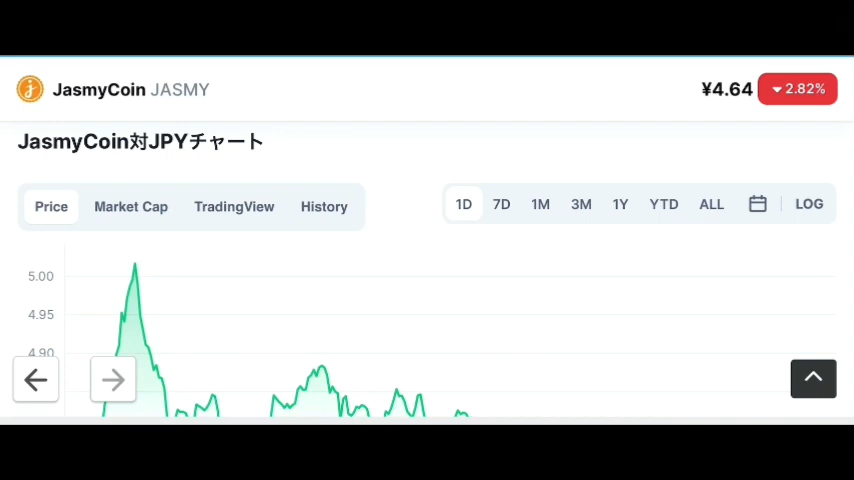 JasmyCoin JASMY
¥4.64 2.82%
JasmyCoin対JPYチャート
Price Market Cap TradingView History
1D 7D 1M 3M 1Y YTD ALL LOG
5.00
4.95
4.90